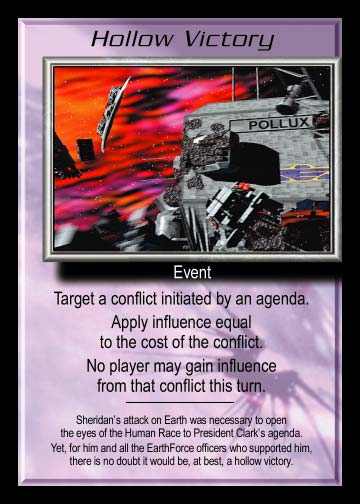 Hollow Victory
POLLUX
Event
Target a conflict initiated by an agenda.
Apply influence equal
to the cost of the conflict.
No player may gain influence
from that conflict this turn.
Sheridan's attack on Earth was necessary to open
the eyes of the Human Race to President Clark's agenda.
Yet, for him and all the EarthForce officers who supported him,
there is no doubt it would be, at best, a hollow victory.